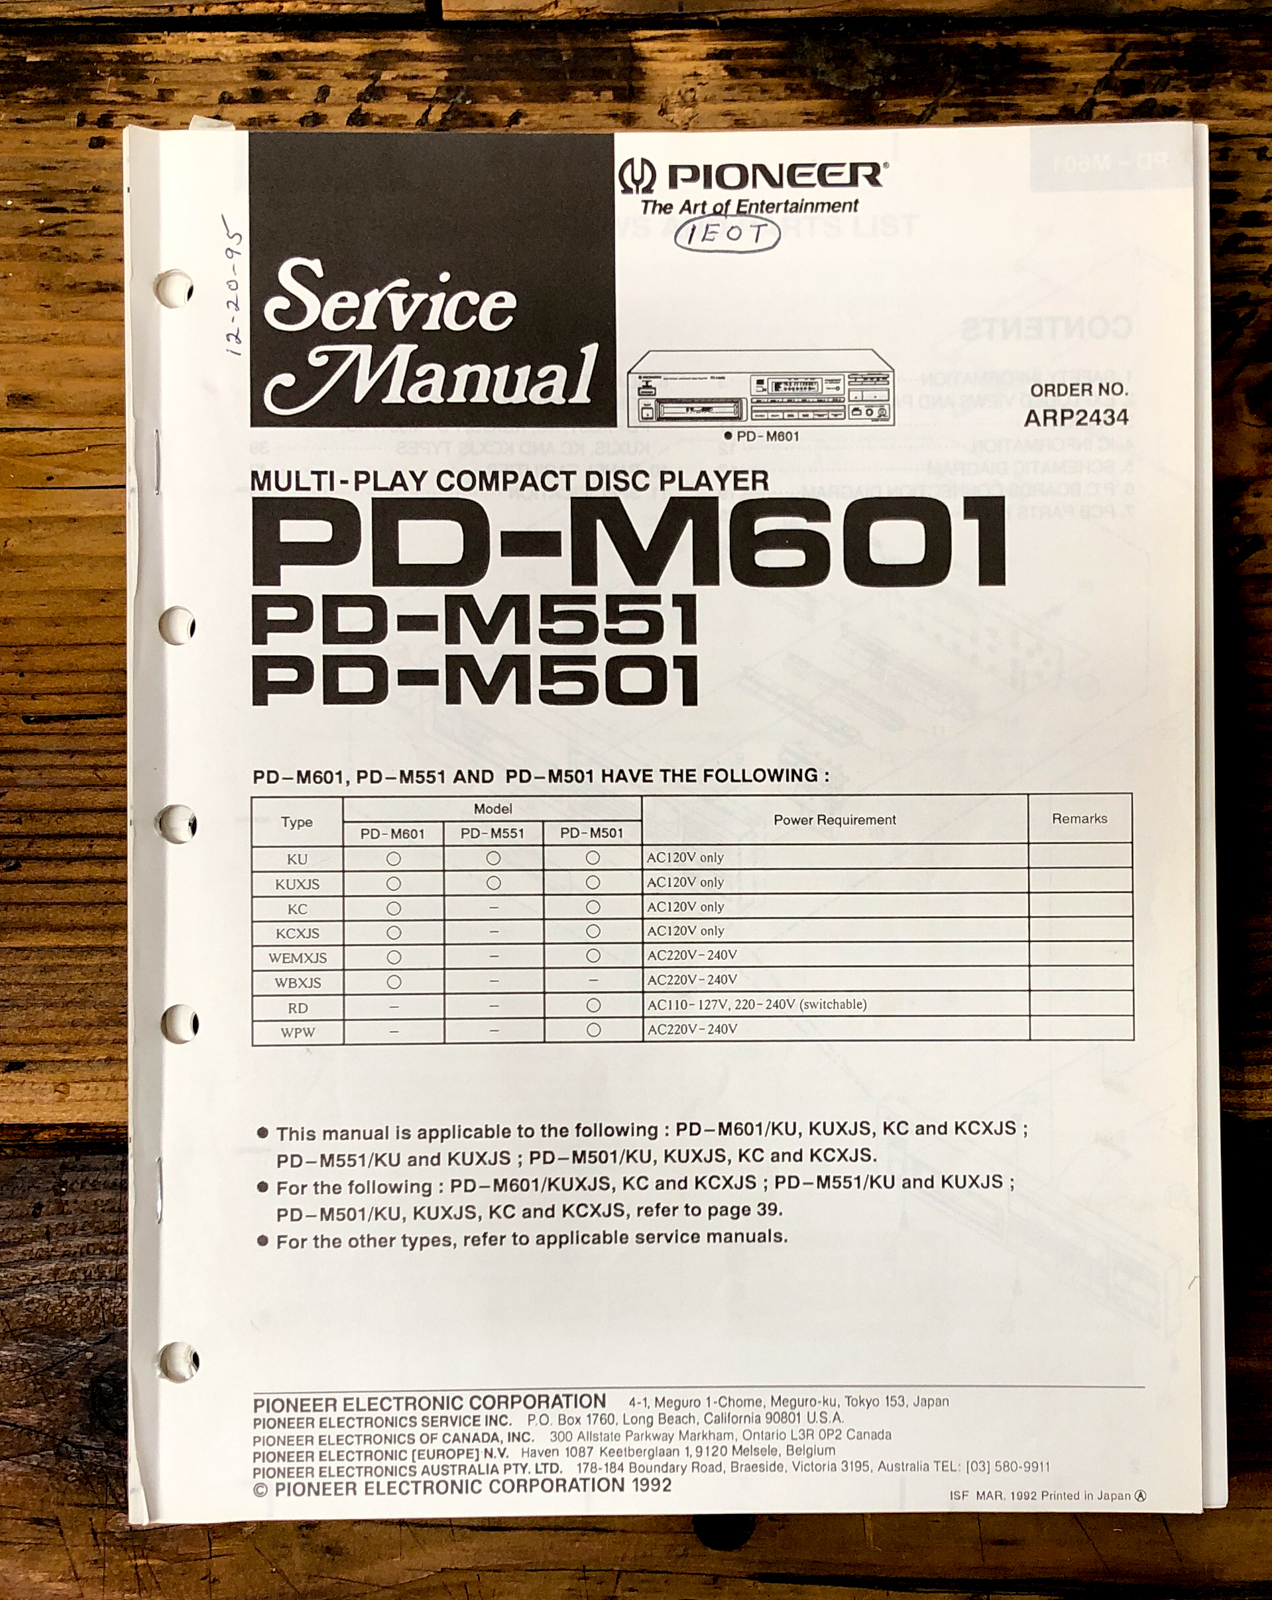 12-20-95
Service
Manual
PIONEER®
The Art of Entertainment
1EOT
● PD-M601
ORDER NO.
ARP2434
MULTI-PLAY COMPACT DISC PLAYER
PD-M601
PD-M551
PD-M501
PD-M601, PD-M551 AND PD-M501 HAVE THE FOLLOWING :
Type Model Power Requirement Remarks
PD-M601 PD-M551 PD-M501
KU ○ ○ ○ AC120V only
KUXJS ○ ○ ○ AC120V only
KC ○ – ○ AC120V only
KCXJS ○ – ○ AC120V only
WEMXJS ○ – ○ AC220V-240V
WBXJS ○ – – AC220V-240V
RD – – ○ AC110-127V, 220-240V (switchable)
WPW – – ○ AC220V-240V
● This manual is applicable to the following : PD-M601/KU, KUXJS, KC and KCXJS ;
PD-M551/KU and KUXJS ; PD-M501/KU, KUXJS, KC and KCXJS.
● For the following : PD-M601/KUXJS, KC and KCXJS ; PD-M551/KU and KUXJS ;
PD-M501/KU, KUXJS, KC and KCXJS, refer to page 39.
● For the other types, refer to applicable service manuals.
PIONEER ELECTRONIC CORPORATION 4-1, Meguro 1-Chome, Meguro-ku, Tokyo 153, Japan
PIONEER ELECTRONICS SERVICE INC. P.O. Box 1760, Long Beach, California 90801 U.S.A.
PIONEER ELECTRONICS OF CANADA, INC. 300 Allstate Parkway Markham, Ontario L3R 0P2 Canada
PIONEER ELECTRONIC [EUROPE] N.V. Haven 1087 Keetberglaan 1, 9120 Melsele, Belgium
PIONEER ELECTRONICS AUSTRALIA PTY. LTD. 178-184 Boundary Road, Braeside, Victoria 3195, Australia TEL: [03] 580-9911
© PIONEER ELECTRONIC CORPORATION 1992
ISF MAR. 1992 Printed in Japan Ⓐ